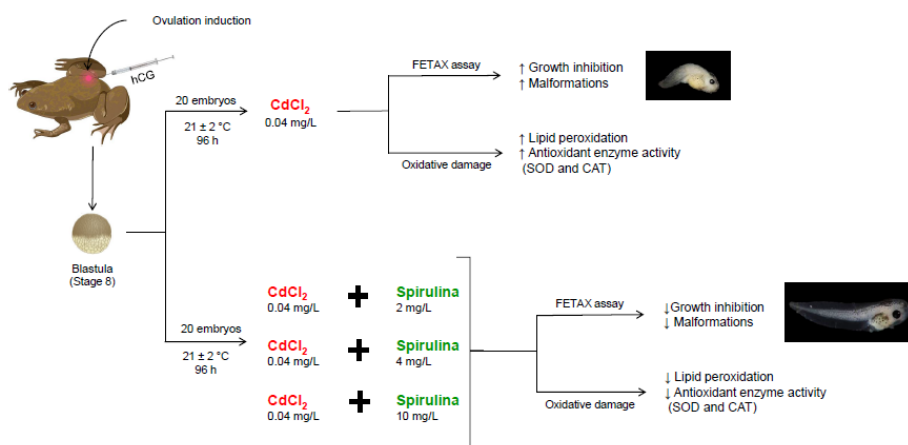 Ovulation induction
hCG
20 embryos
21 ± 2 °C
96 h
CdCl₂
0.04 mg/L
FETAX assay
↑ Growth inhibition
↑ Malformations
Oxidative damage
↑ Lipid peroxidation
↑ Antioxidant enzyme activity
(SOD and CAT)
Blastula
(Stage 8)
20 embryos
21 ± 2 °C
96 h
CdCl₂ + Spirulina
0.04 mg/L 2 mg/L
CdCl₂ + Spirulina
0.04 mg/L 4 mg/L
CdCl₂ + Spirulina
0.04 mg/L 10 mg/L
FETAX assay
↓Growth inhibition
↓ Malformations
Oxidative damage
↓ Lipid peroxidation
↓ Antioxidant enzyme activity
(SOD and CAT)